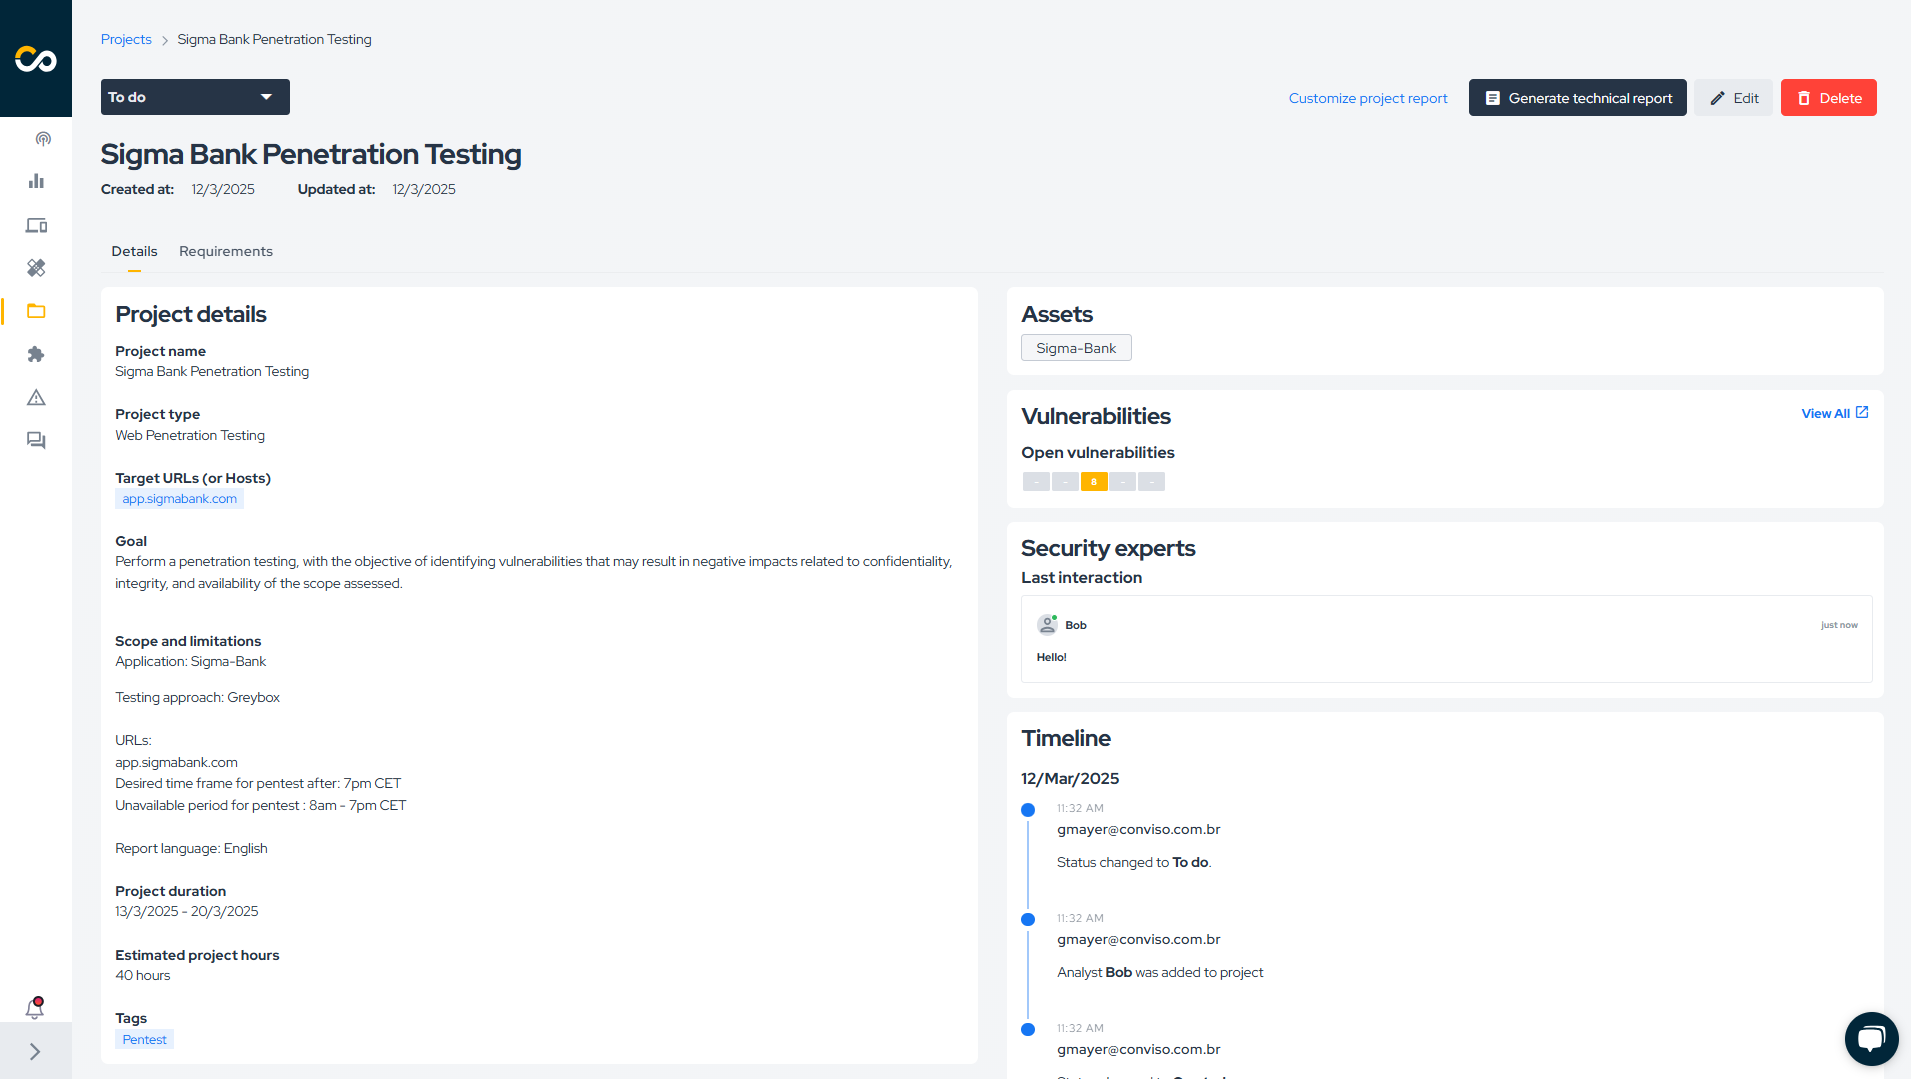 Projects > Sigma Bank Penetration Testing
To do
Customize project report
Generate technical report
Edit
Delete
Sigma Bank Penetration Testing
Created at: 12/3/2025 Updated at: 12/3/2025
Details Requirements
Project details
Project name
Sigma Bank Penetration Testing
Project type
Web Penetration Testing
Target URLs (or Hosts)
app.sigmabank.com
Goal
Perform a penetration testing, with the objective of identifying vulnerabilities that may result in negative impacts related to confidentiality,
integrity, and availability of the scope assessed.
Scope and limitations
Application: Sigma-Bank
Testing approach: Greybox
URLs:
app.sigmabank.com
Desired time frame for pentest after: 7pm CET
Unavailable period for pentest : 8am - 7pm CET
Report language: English
Project duration
13/3/2025 - 20/3/2025
Estimated project hours
40 hours
Tags
Pentest
Assets
Sigma-Bank
Vulnerabilities
View All
Open vulnerabilities
- - 8 - -
Security experts
Last interaction
Bob
just now
Hello!
Timeline
12/Mar/2025
11:32 AM
gmayer@conviso.com.br
Status changed to To do.
11:32 AM
gmayer@conviso.com.br
Analyst Bob was added to project
11:32 AM
gmayer@conviso.com.br